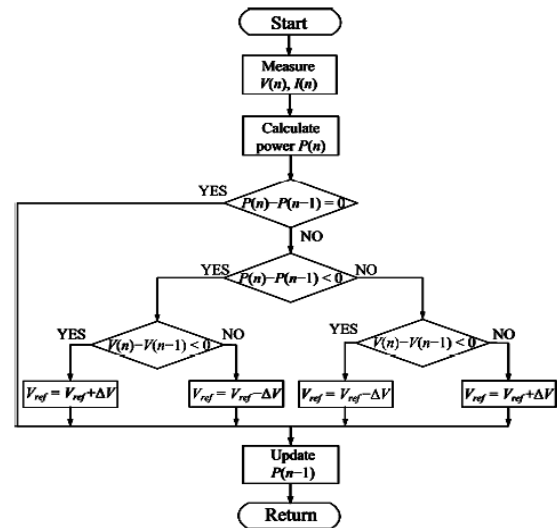 Start
Measure
V(n), I(n)
Calculate
power P(n)
YES
P(n)−P(n−1) = 0
NO
YES
P(n)−P(n−1) < 0
NO
YES
V(n)−V(n−1) < 0
NO
YES
V(n)−V(n−1) < 0
NO
Vref = Vref+ΔV
Vref = Vref−ΔV
Vref = Vref−ΔV
Vref = Vref+ΔV
Update
P(n−1)
Return